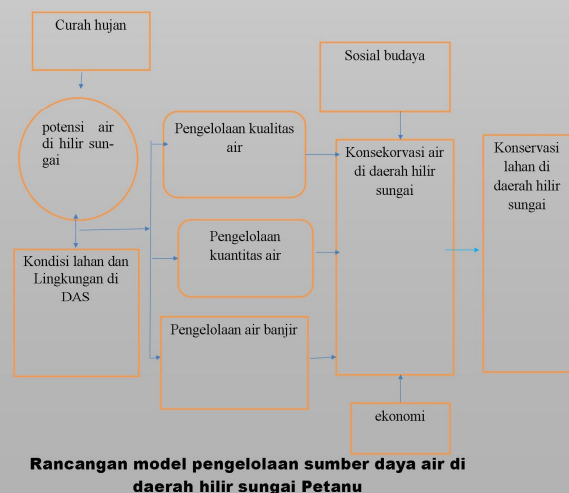 Curah hujan
Sosial budaya
potensi air
di hilir sun-
gai
Pengelolaan kualitas
air
Konsekorvasi air
di daerah hilir
sungai
Konservasi
lahan di
daerah hilir
sungai
Pengelolaan
kuantitas air
Kondisi lahan dan
Lingkungan di
DAS
Pengelolaan air banjir
ekonomi
Rancangan model pengelolaan sumber daya air di
daerah hilir sungai Petanu